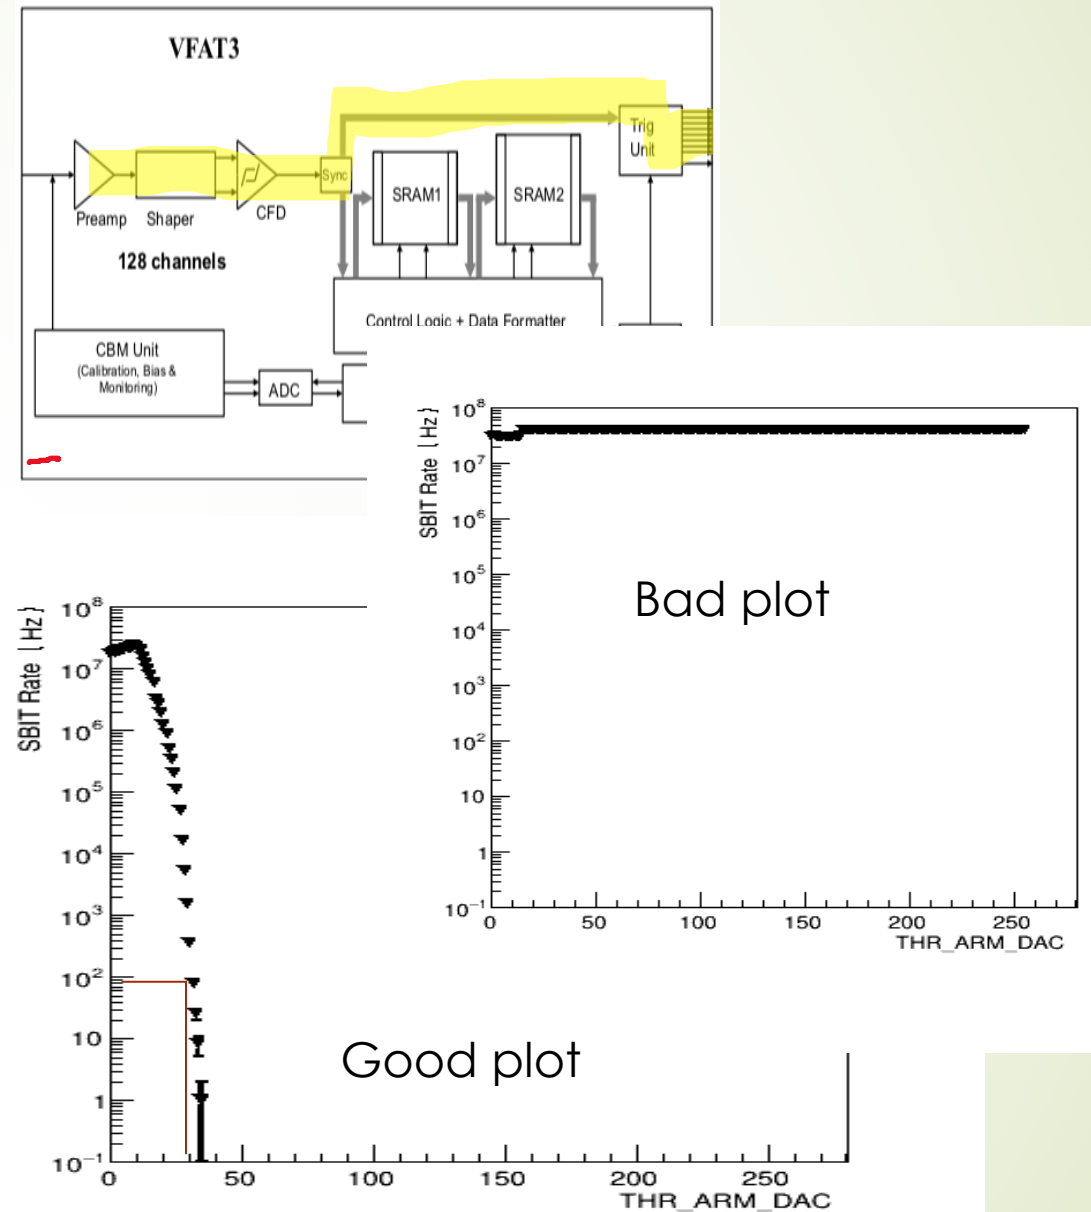 VFAT3
Trig
Unit
Sync
SRAM1
SRAM2
Preamp
Shaper
CFD
128 channels
Control Logic + Data Formatter
CBM Unit
(Calibration, Bias &
Monitoring)
ADC
SBIT Rate [ Hz}
10^8
10^7
10^6
10^5
10^4
10^3
10^2
10
1
10^-1
0 50 100 150 200 250
THR_ARM_DAC
Bad plot
SBIT Rate [ Hz}
10^8
10^7
10^6
10^5
10^4
10^3
10^2
10
1
10^-1
0 50 100 150 200 250
THR_ARM_DAC
Good plot